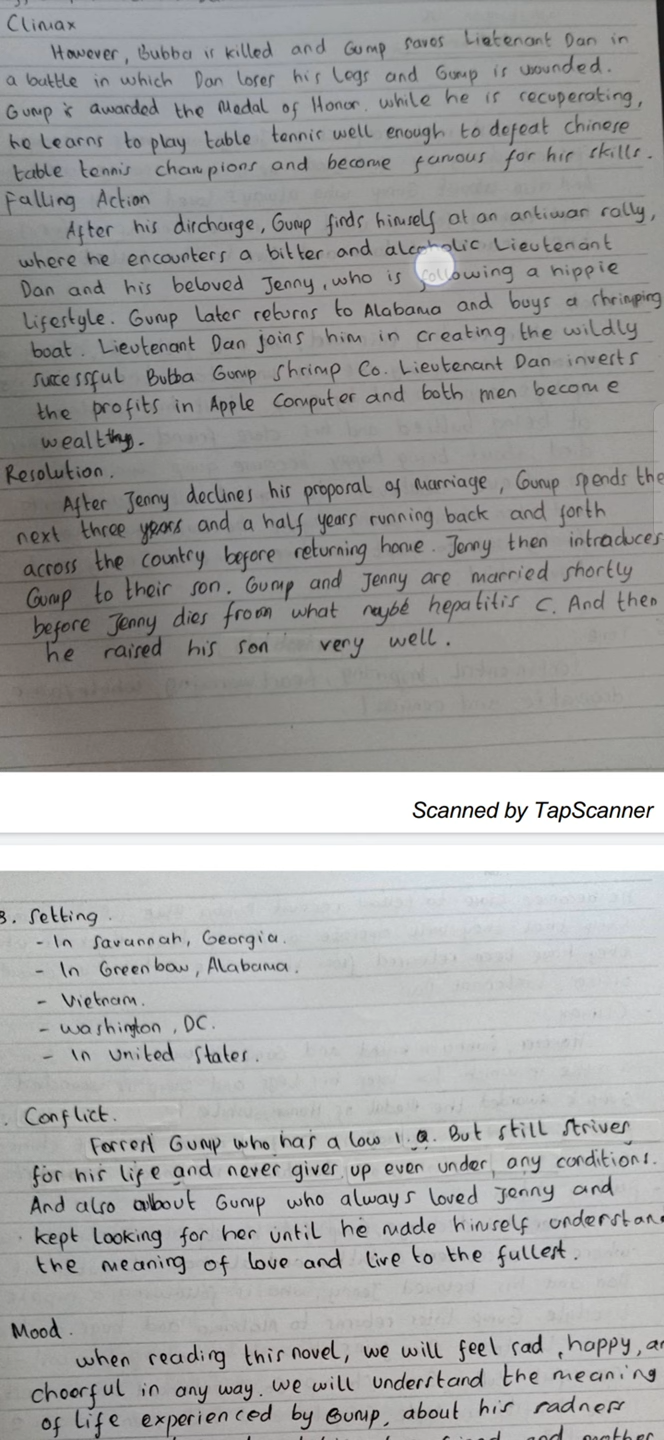 Climax
However, Bubba is killed and Gump saves Lietenant Dan in
a battle in which Dan loses his legs and Gump is wounded.
Gump is awarded the Medal of Honor. while he is recuperating,
he learns to play table tennis well enough to defeat chinese
table tennis champions and become famous for his skills.
Falling Action
After his discharge, Gump finds himself at an antiwar rally,
where he encounters a bitter and alcoholic Lieutenant
Dan and his beloved Jenny, who is following a hippie
lifestyle. Gump later returns to Alabama and buys a shrimping
boat. Lieutenant Dan joins him in creating the wildly
successful Bubba Gump Shrimp Co. Lieutenant Dan invests
the profits in Apple Computer and both men become
wealthy.
Resolution.
After Jenny declines his proposal of marriage, Gump spends the
next three years and a half years running back and forth
across the country before returning home. Jenny then introduces
Gump to their son. Gump and Jenny are married shortly
before Jenny dies from what maybe hepatitis C. And then
he raised his son very well.
Scanned by TapScanner
3. Setting.
- In Savannah, Georgia.
- In Greenbow, Alabama.
- Vietnam.
- Washington, DC.
- In United States.
. Conflict.
Forrest Gump who has a low I.Q. But still strives
for his life and never gives up even under any conditions.
And also about Gump who always loved Jenny and
kept looking for her until he made himself understan
the meaning of love and live to the fullest.
Mood.
when reading this novel, we will feel sad, happy, an
cheerful in any way. we will understand the meaning
of life experienced by Gump, about his sadness
and mother